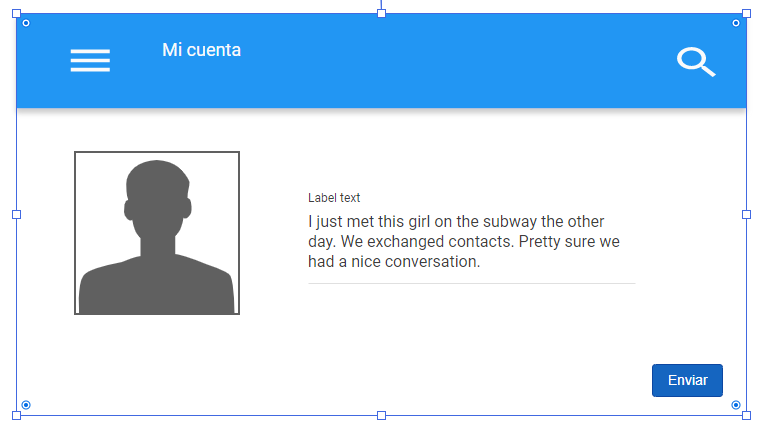 Mi cuenta
Label text
I just met this girl on the subway the other
day. We exchanged contacts. Pretty sure we
had a nice conversation.
Enviar